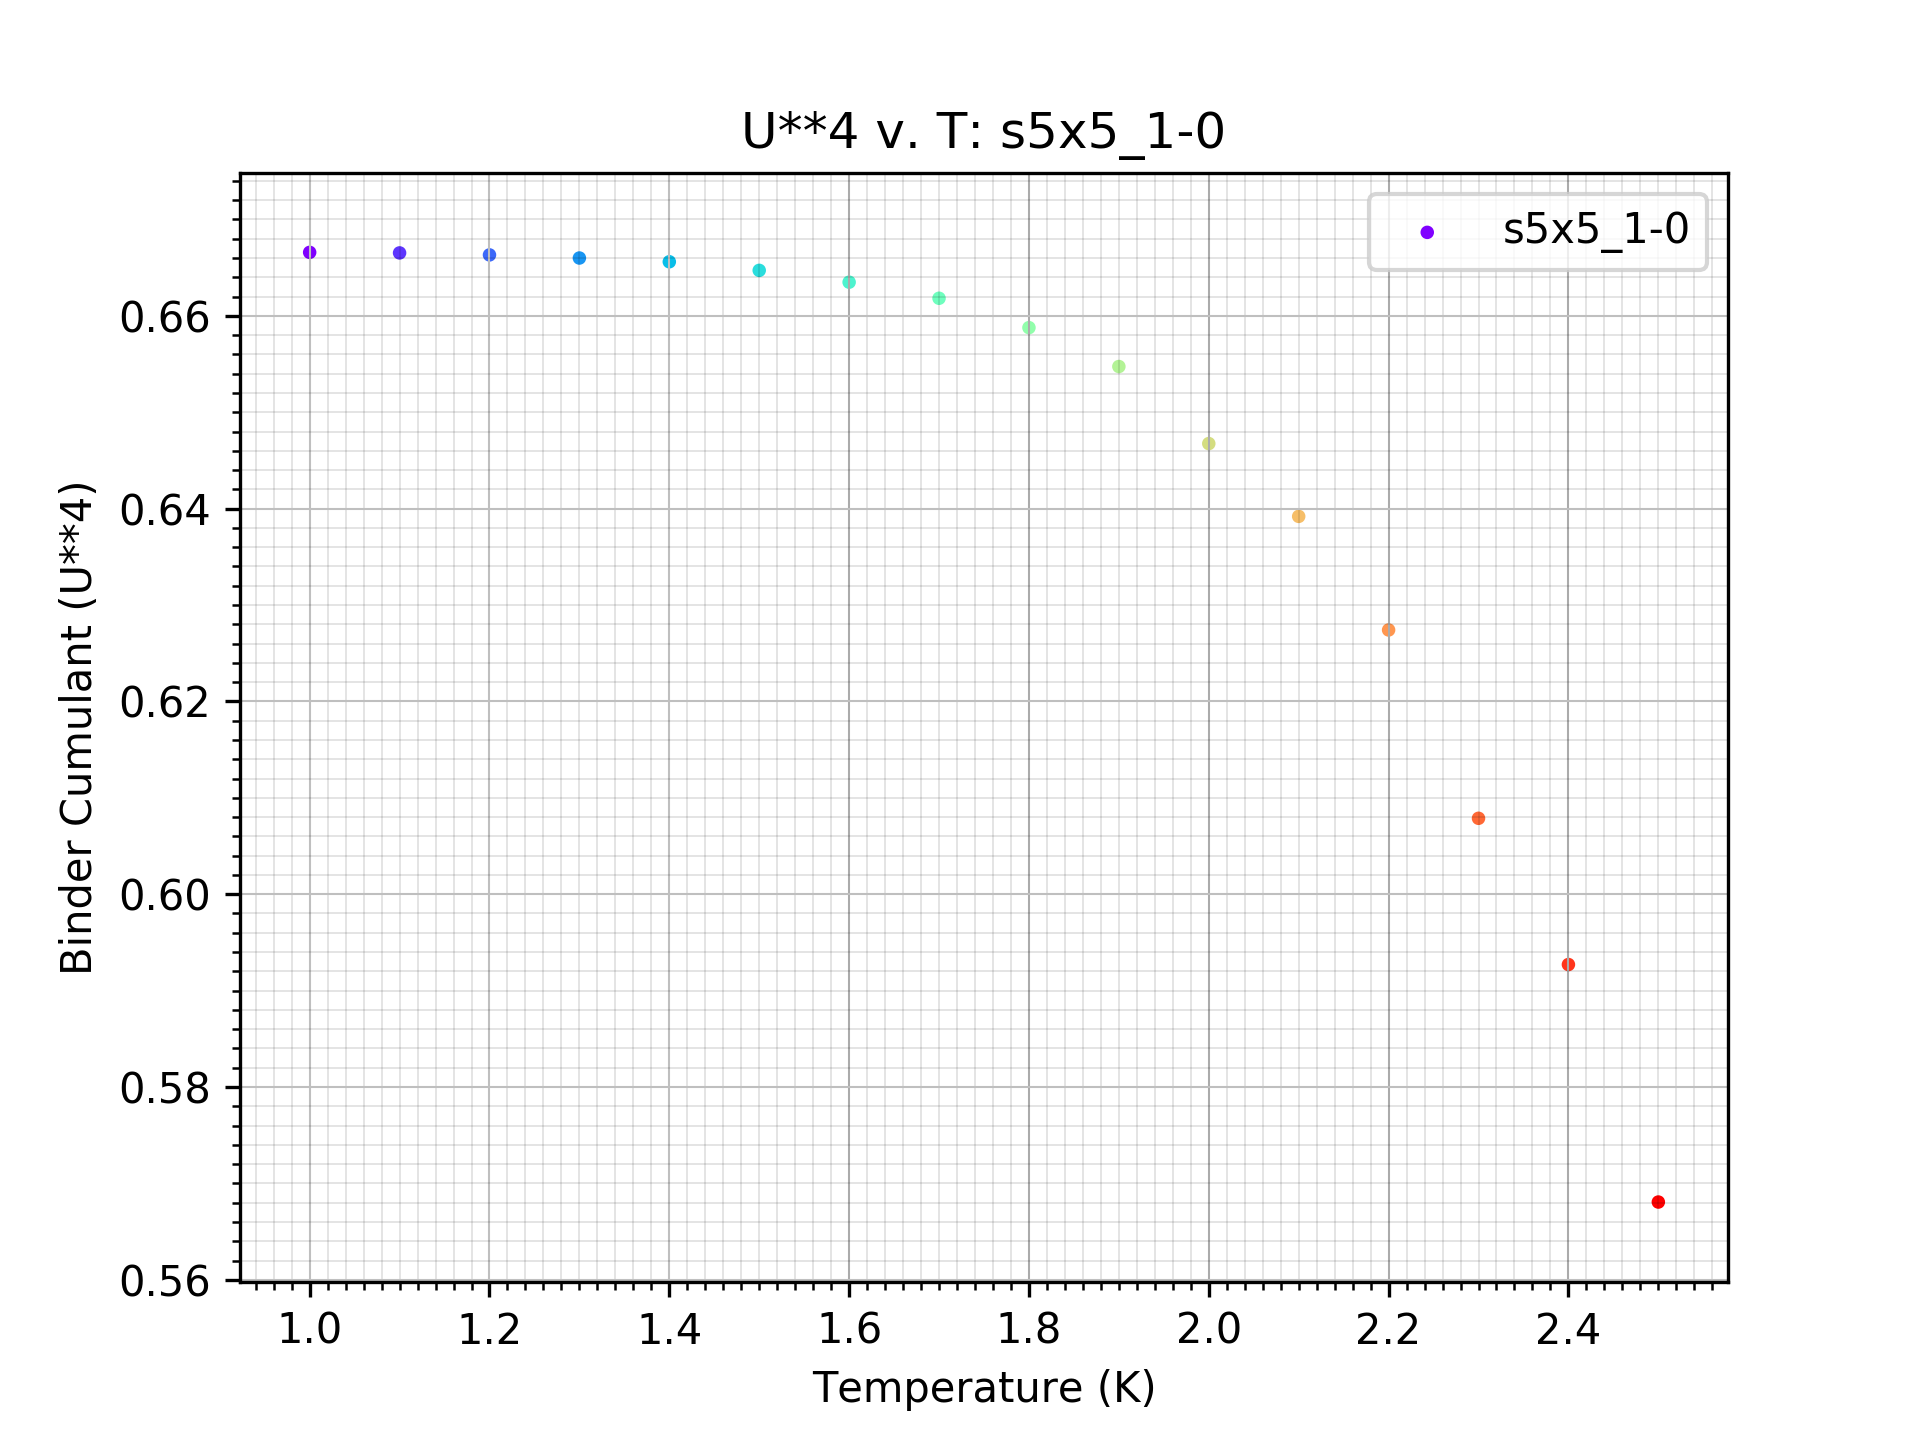 U**4 v. T: s5x5_1-0
s5x5_1-0
Binder Cumulant (U**4)
0.66
0.64
0.62
0.60
0.58
0.56
1.0 1.2 1.4 1.6 1.8 2.0 2.2 2.4
Temperature (K)